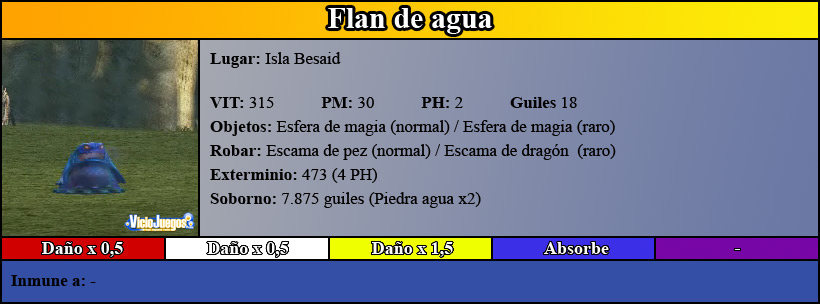 Flan de agua
Lugar: Isla Besaid
VIT: 315 PM: 30 PH: 2 Guiles 18
Objetos: Esfera de magia (normal) / Esfera de magia (raro)
Robar: Escama de pez (normal) / Escama de dragón (raro)
Exterminio: 473 (4 PH)
Soborno: 7.875 guiles (Piedra agua x2)
VicioJuegos
Daño x 0,5 Daño x 0,5 Daño x 1,5 Absorbe -
Inmune a: -